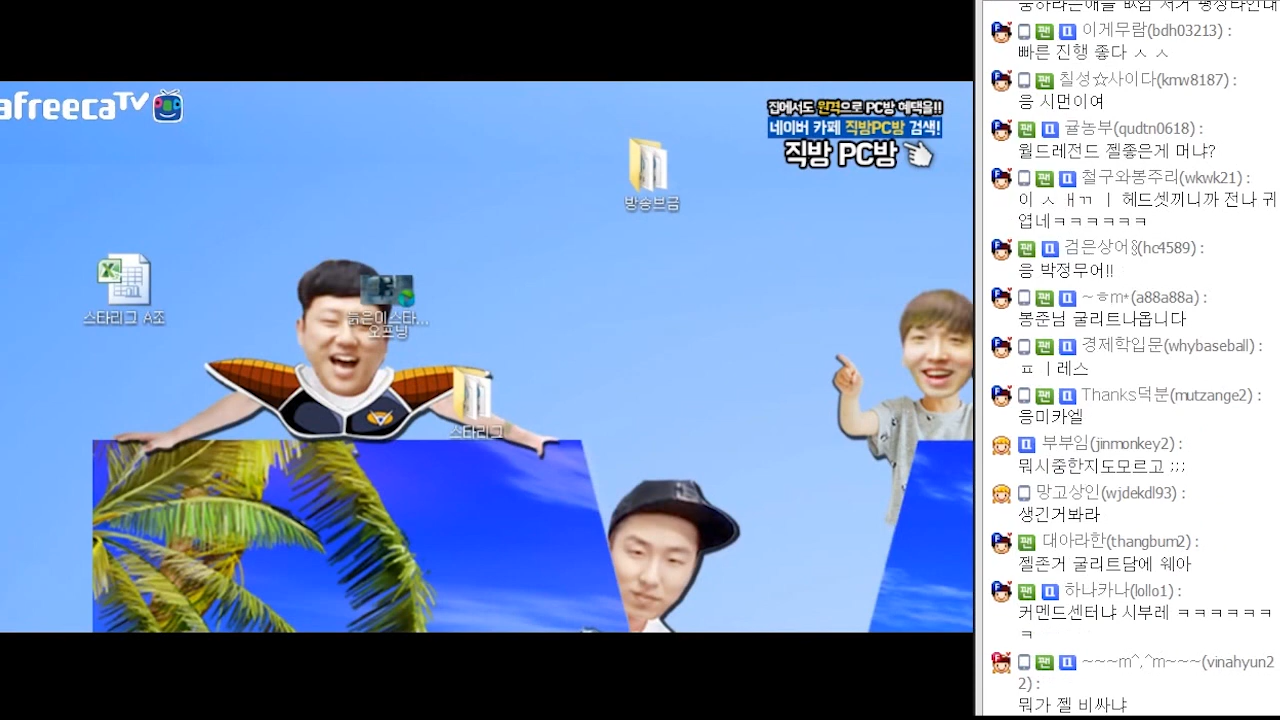 afreecaTV
집에서도 원격으로 PC방 혜택을!!
네이버 카페 직방PC방 검색!
직방 PC방
방송브금
스타리그 A조
붉은이스타...
오프닝
스타리그
이게무람(bdh03213) :
빠른 진행 좋다 ㅅ ㅅ
칠성☆사이다(kmw8187) :
응 시먼이여
귤농부(qudtn0618) :
월드레전드 젤좋은게 머냐?
철구와봉주리(wkwk21) :
이 ㅅ ㅐㄲ ㅣ 헤드셋끼니까 전나 귀
엽네ㅋㅋㅋㅋㅋㅋ
검은상어§(hc4589) :
응 박정무어!!
~ㅎm*(a88a88a) :
봉준님 굴리트나옵니다
경제학입문(whybaseball) :
ㅍ ㅣ레스
Thanks덕분(mutzange2) :
응미카엘
부부임(jinmonkey2) :
뭐시중한지도모르고 ;;;
망고상인(wjdekdl93) :
생긴거봐라
대아라한(thangbum2) :
젤존거 굴리트담에 웨아
하나카나(lollo1) :
커멘드센터냐 시부레 ㅋㅋㅋㅋㅋㅋ
ㅋ
~~~m^,^m~~~(vinahyun2
2) :
뭐가 젤 비싸냐